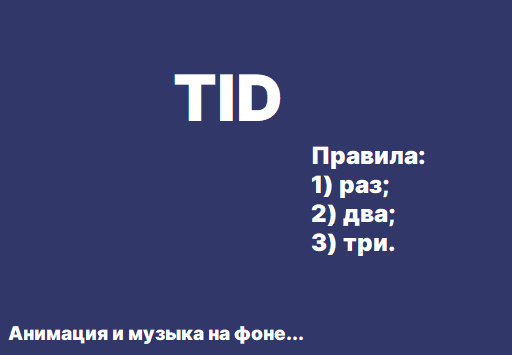 TID
Правила:
1) раз;
2) два;
3) три.
Анимация и музыка на фоне...